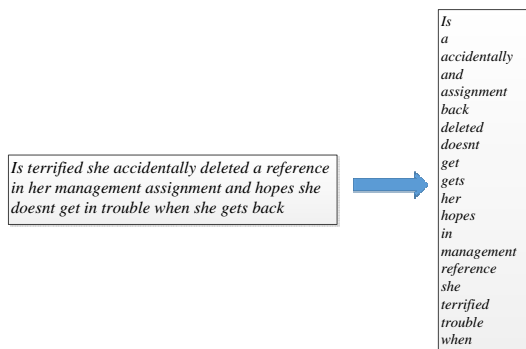 Is terrified she accidentally deleted a reference
in her management assignment and hopes she
doesnt get in trouble when she gets back
Is
a
accidentally
and
assignment
back
deleted
doesnt
get
gets
her
hopes
in
management
reference
she
terrified
trouble
when